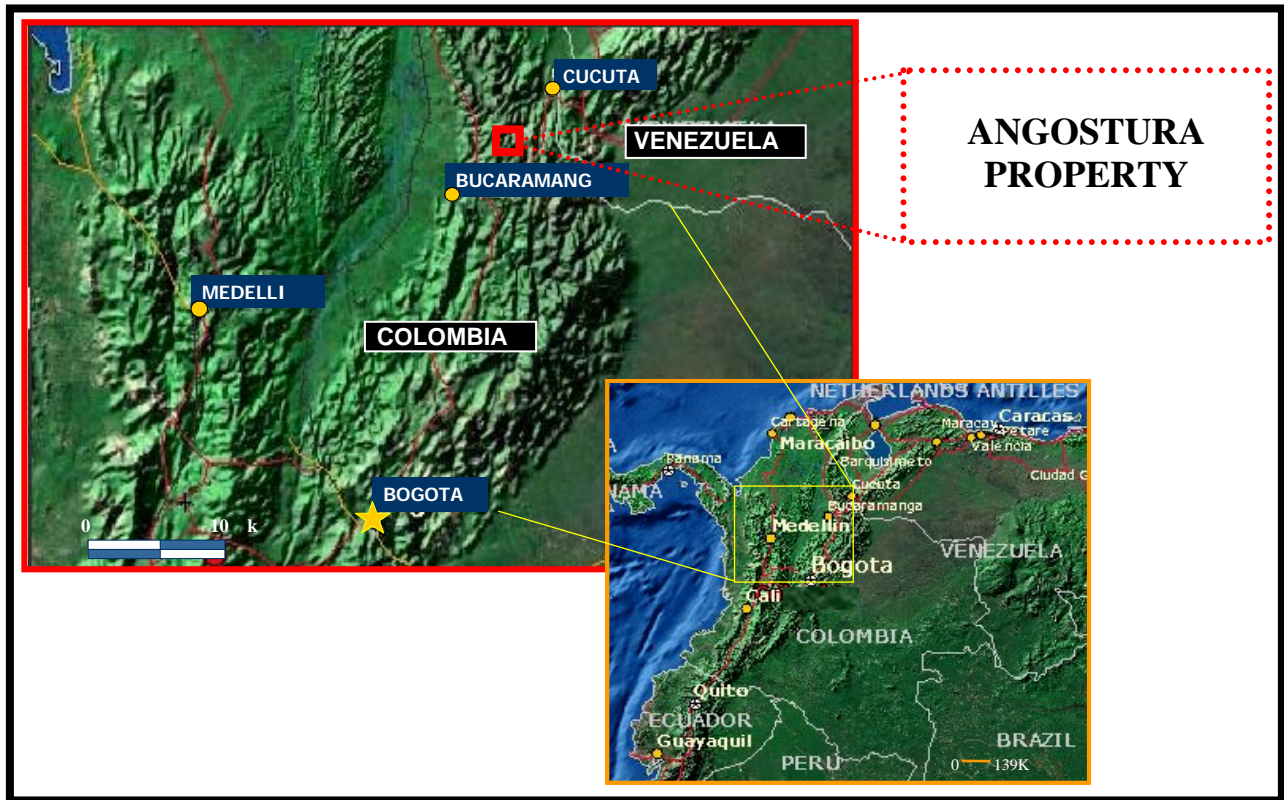 CUCUTA
VENEZUELA
ANGOSTURA
PROPERTY
BUCARAMANG
MEDELLI
COLOMBIA
BOGOTA
0 10 k
NETHERLANDS ANTILLES
Cartagena
Maracay
Caracas
Petare
Maracaibo
Valencia
Panama
Barquisimeto
Ciudad G
NAMA
Cucuta
Bucaramanga
Medellin
VENEZUELA
Bogota
Cali
COLOMBIA
Quito
ECUADOR
Guayaquil
BRAZIL
PERU
0 139K